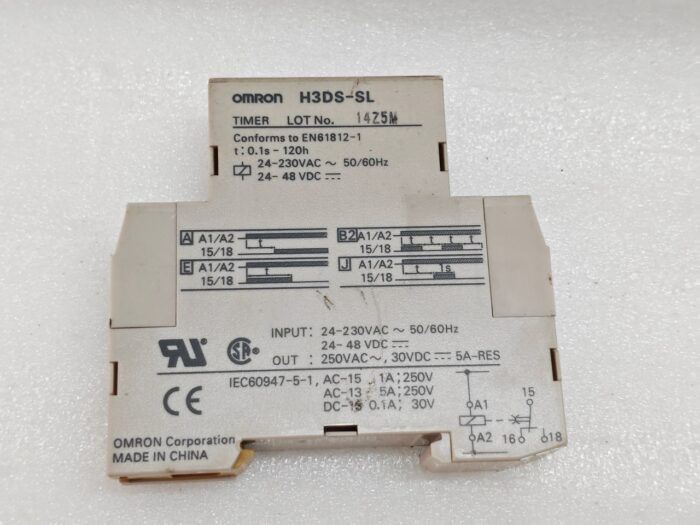 OMRON H3DS-SL
TIMER LOT No. 1425M
Conforms to EN61812-1
t: 0.1s - 120h
24-230VAC ~ 50/60Hz
24- 48 VDC ⎓
A A1/A2 t
15/18
B2 A1/A2 t t t t
15/18
E A1/A2 t
15/18
J A1/A2 t 1s
15/18
INPUT: 24-230VAC ~ 50/60Hz
24- 48 VDC ⎓
OUT : 250VAC~, 30VDC ⎓ 5A-RES
IEC60947-5-1, AC-15 1A; 250V
AC-13 5A; 250V
DC-13 0.1A; 30V
RU SA
CE
A1
A2
15
16 18
OMRON Corporation
MADE IN CHINA